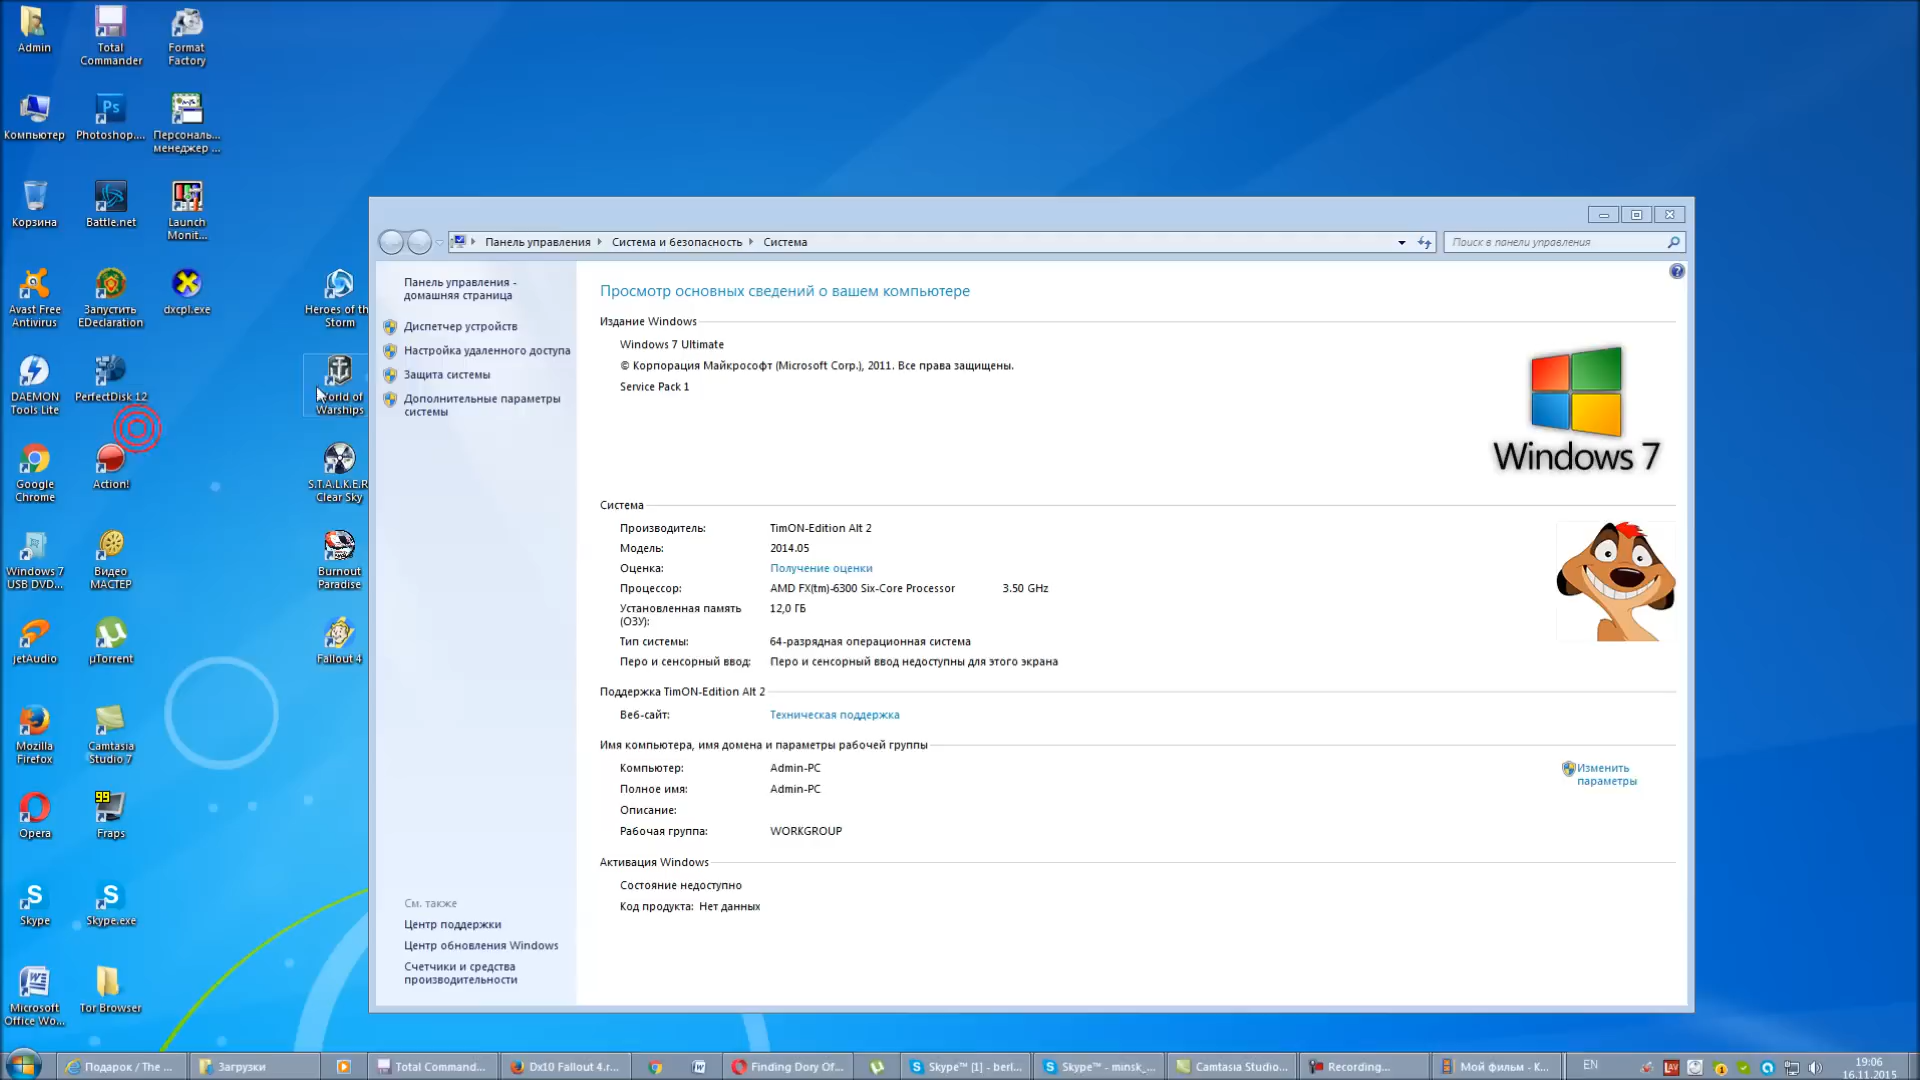 Admin
Total
Commander
Format
Factory
Компьютер
Photoshop....
Персональ...
менеджер ...
Корзина
Battle.net
Launch
Monit...
Avast Free
Antivirus
Запустить
EDeclaration
dxcpl.exe
Heroes of th
Storm
DAEMON
Tools Lite
PerfectDisk 12
World of
Warships
Google
Chrome
Action!
S.T.A.L.K.E.R
Clear Sky
Windows 7
USB DVD...
Видео
МАСТЕР
Burnout
Paradise
jetAudio
µTorrent
Fallout 4
Mozilla
Firefox
Camtasia
Studio 7
Opera
99
Fraps
Skype
Skype.exe
Microsoft
Office Wo...
Tor Browser
Панель управления
Система и безопасность
Система
Поиск в панели управления
Панель управления -
домашняя страница
Диспетчер устройств
Настройка удаленного доступа
Защита системы
Дополнительные параметры
системы
См. также
Центр поддержки
Центр обновления Windows
Счетчики и средства
производительности
Просмотр основных сведений о вашем компьютере
Издание Windows
Windows 7 Ultimate
© Корпорация Майкрософт (Microsoft Corp.), 2011. Все права защищены.
Service Pack 1
Windows 7
Система
Производитель: TimON-Edition Alt 2
Модель: 2014.05
Оценка: Получение оценки
Процессор: AMD FX(tm)-6300 Six-Core Processor 3.50 GHz
Установленная память 12,0 ГБ
(ОЗУ):
Тип системы: 64-разрядная операционная система
Перо и сенсорный ввод: Перо и сенсорный ввод недоступны для этого экрана
Поддержка TimON-Edition Alt 2
Веб-сайт: Техническая поддержка
Имя компьютера, имя домена и параметры рабочей группы
Компьютер: Admin-PC
Изменить
параметры
Полное имя: Admin-PC
Описание:
Рабочая группа: WORKGROUP
Активация Windows
Состояние недоступно
Код продукта: Нет данных
Подарок / The ...
Загрузки
Total Command...
Dx10 Fallout 4.r...
Finding Dory Of...
Skype™ [1] - berl...
Skype™ - minsk_...
Camtasia Studio...
Recording...
Мой фильм - К...
EN
19:06
16.11.2015